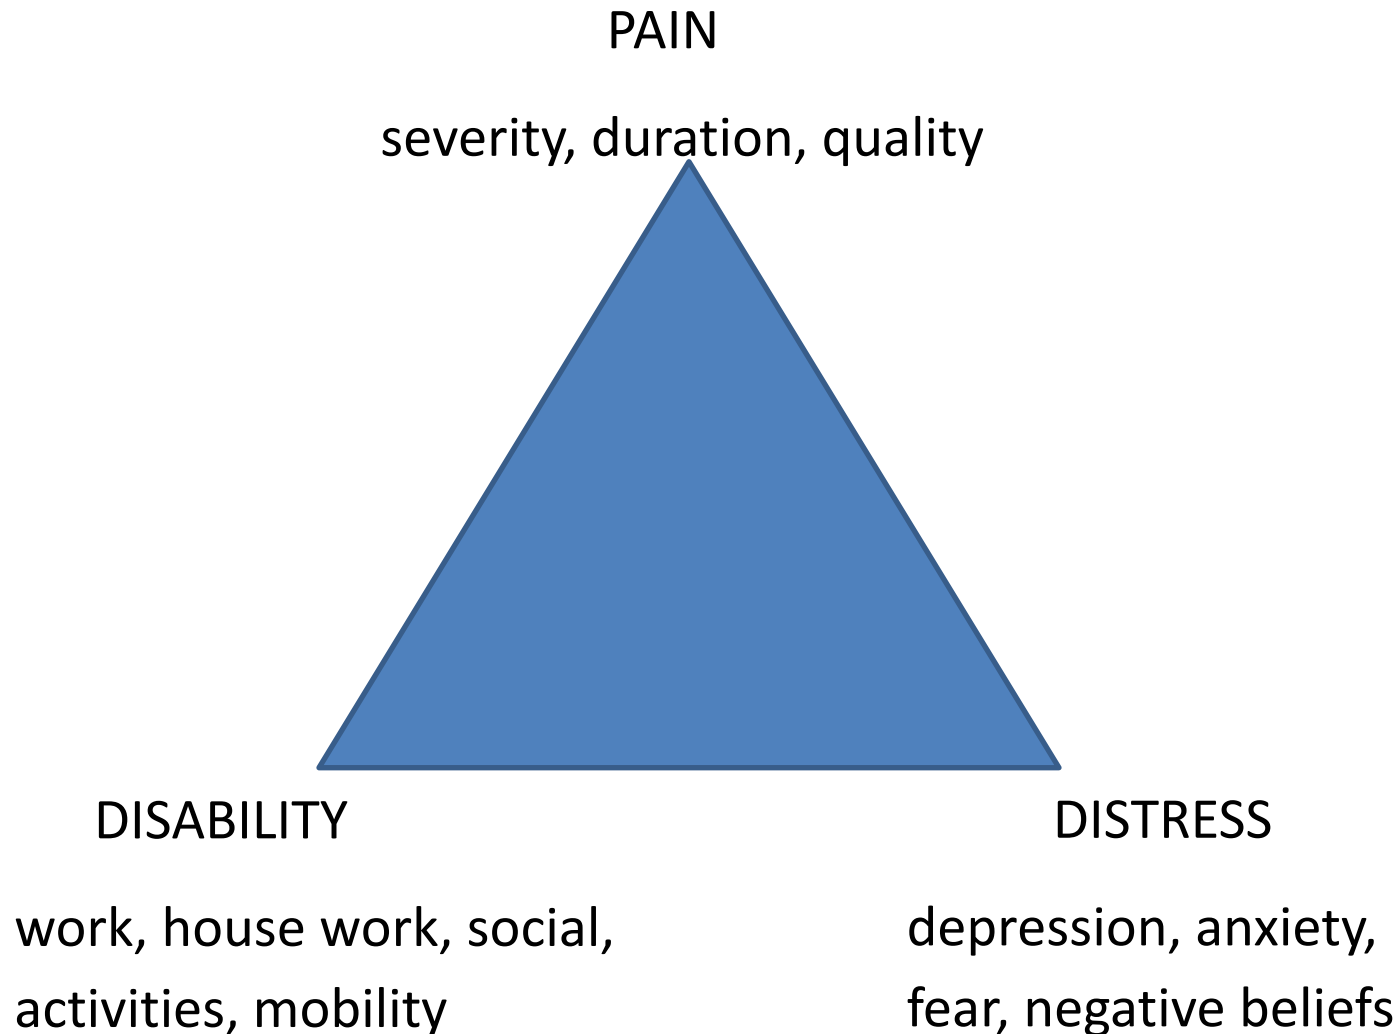 PAIN
severity, duration, quality
DISABILITY
DISTRESS
work, house work, social,
activities, mobility
depression, anxiety,
fear, negative beliefs